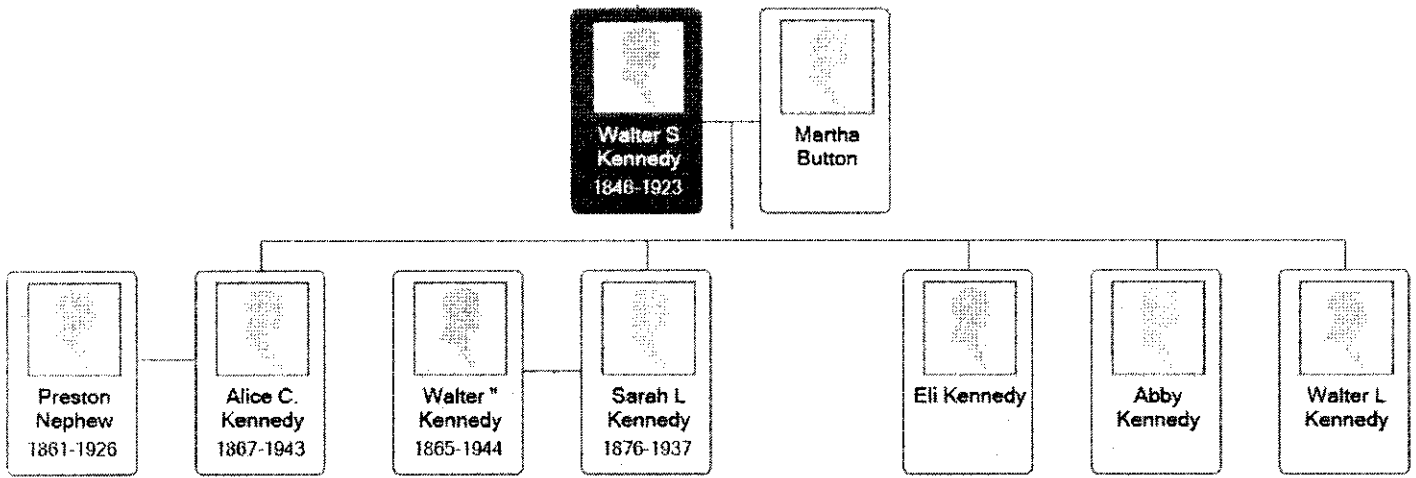 Walter S
Kennedy
1846-1923
Martha
Button
Preston
Nephew
1861-1926
Alice C.
Kennedy
1867-1943
Walter "
Kennedy
1865-1944
Sarah L
Kennedy
1876-1937
Eli Kennedy
Abby
Kennedy
Walter L
Kennedy